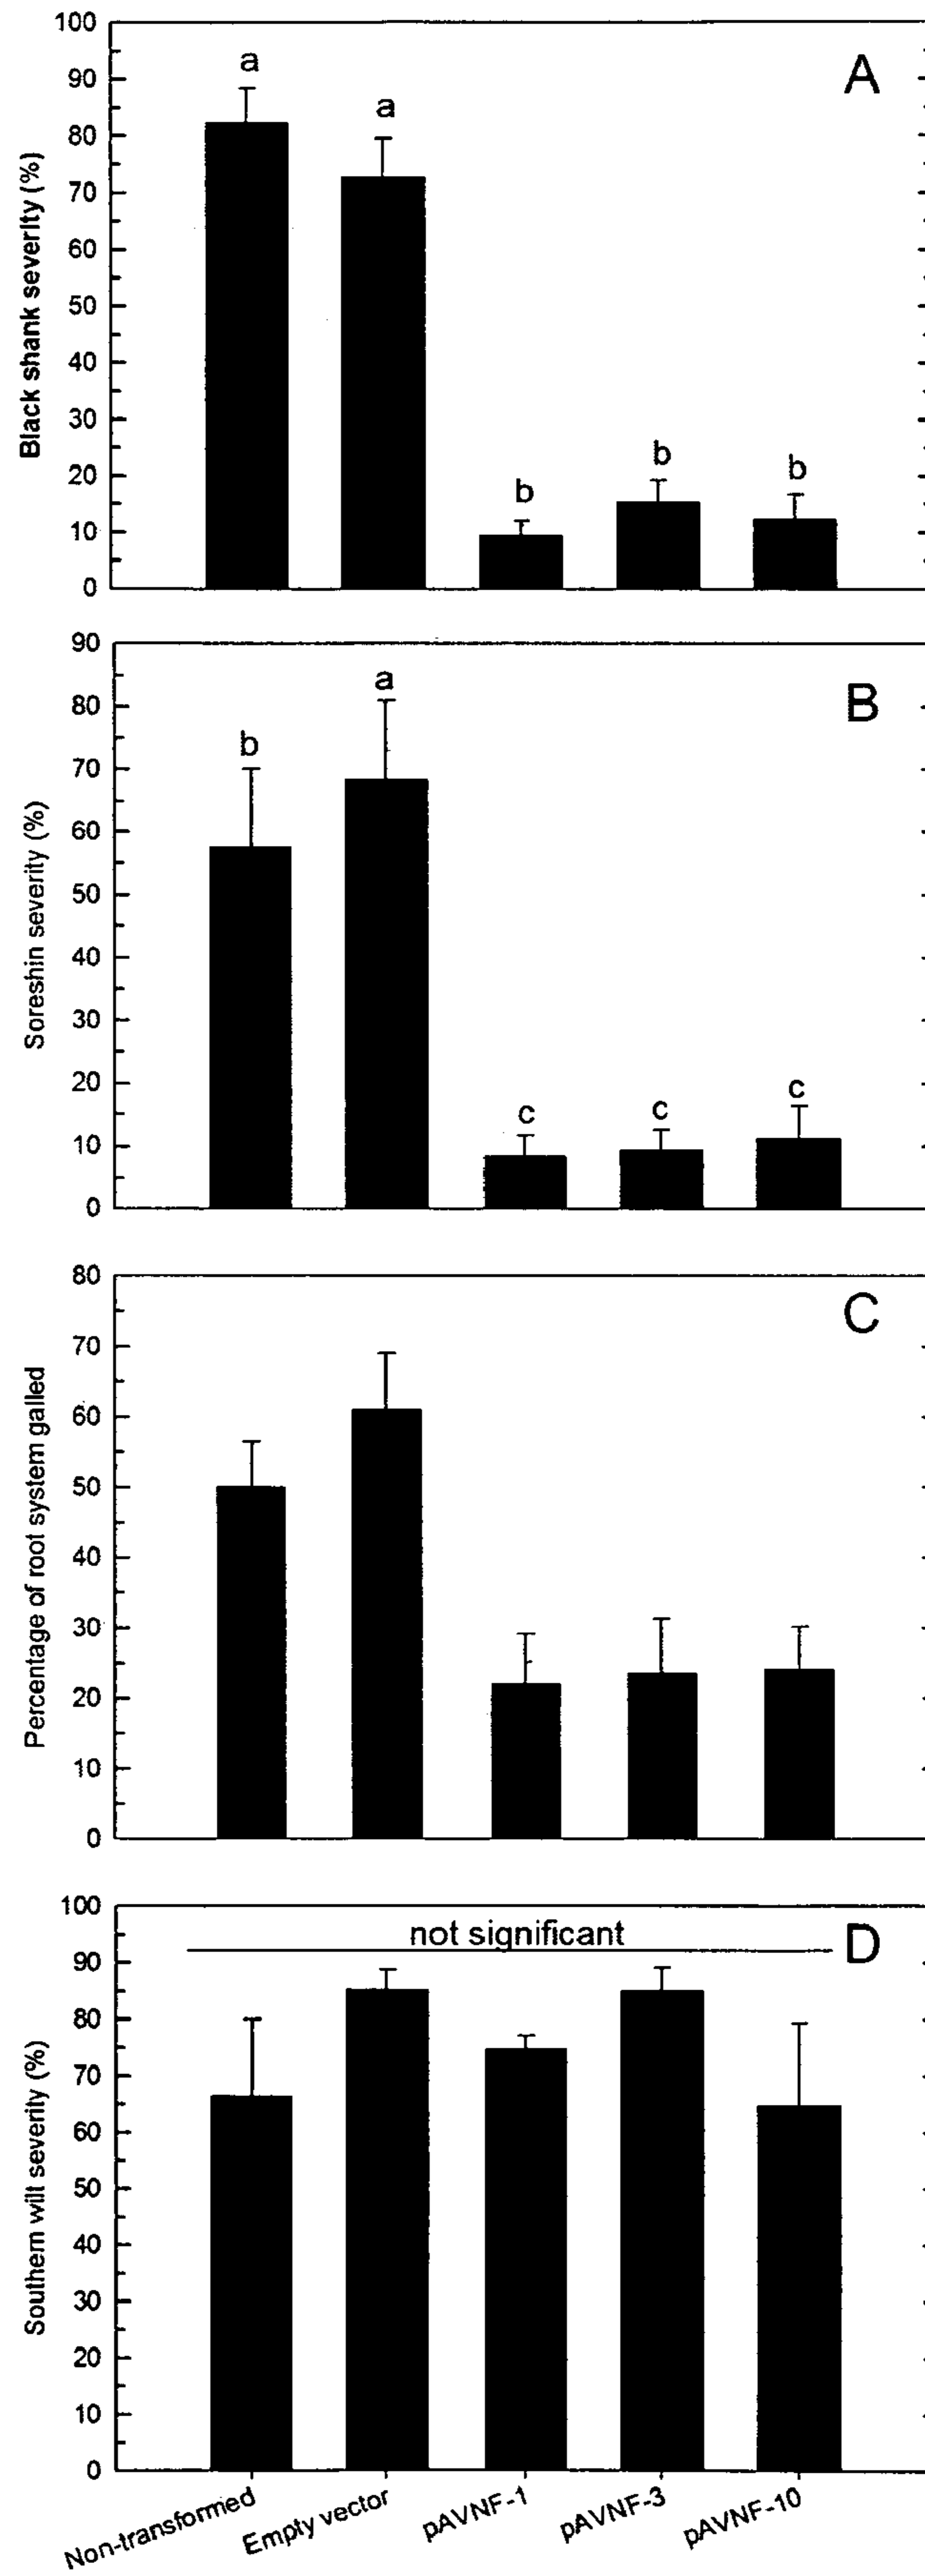 100
90
80
70
60
50
40
30
20
10
0
Black shank severity (%)
A
a
a
b
b
b
90
80
70
60
50
40
30
20
10
0
Soreshin severity (%)
B
b
a
c
c
c
80
70
60
50
40
30
20
10
0
Percentage of root system galled
C
100
90
80
70
60
50
40
30
20
10
0
Southern wilt severity (%)
not significant
D
Non-transformed
Empty vector
pAVNF-1
pAVNF-3
pAVNF-10